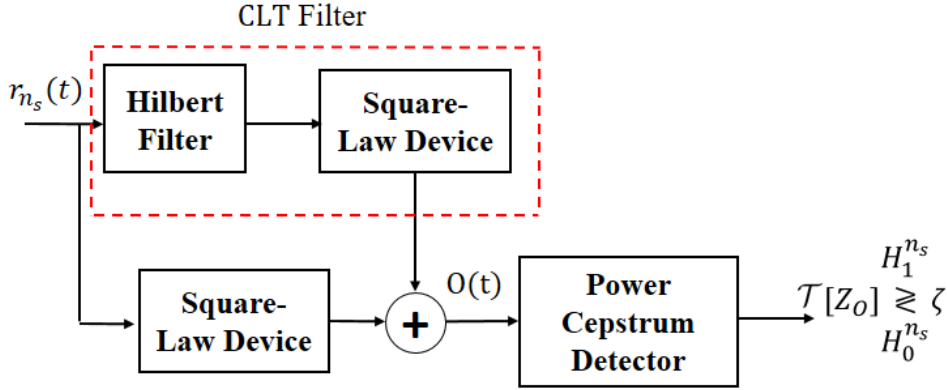 CLT Filter
r_{n_s}(t)
Hilbert
Filter
Square-
Law Device
Square-
Law Device
+
O(t)
Power
Cepstrum
Detector
H_1^{n_s}
𝒯[Z_O] ≷ ζ
H_0^{n_s}